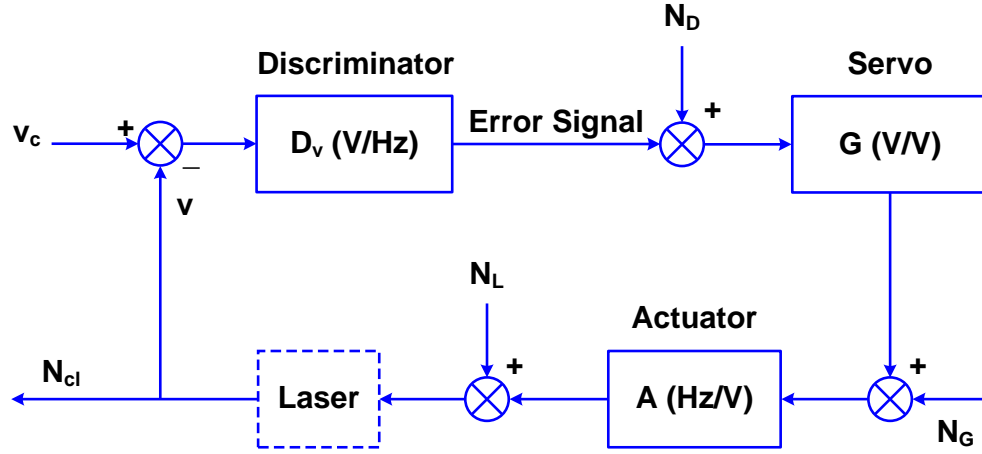 N_D
Discriminator
Servo
v_c
+
D_v (V/Hz)
Error Signal
+
G (V/V)
_
v
N_L
Actuator
N_cl
Laser
+
A (Hz/V)
+
N_G